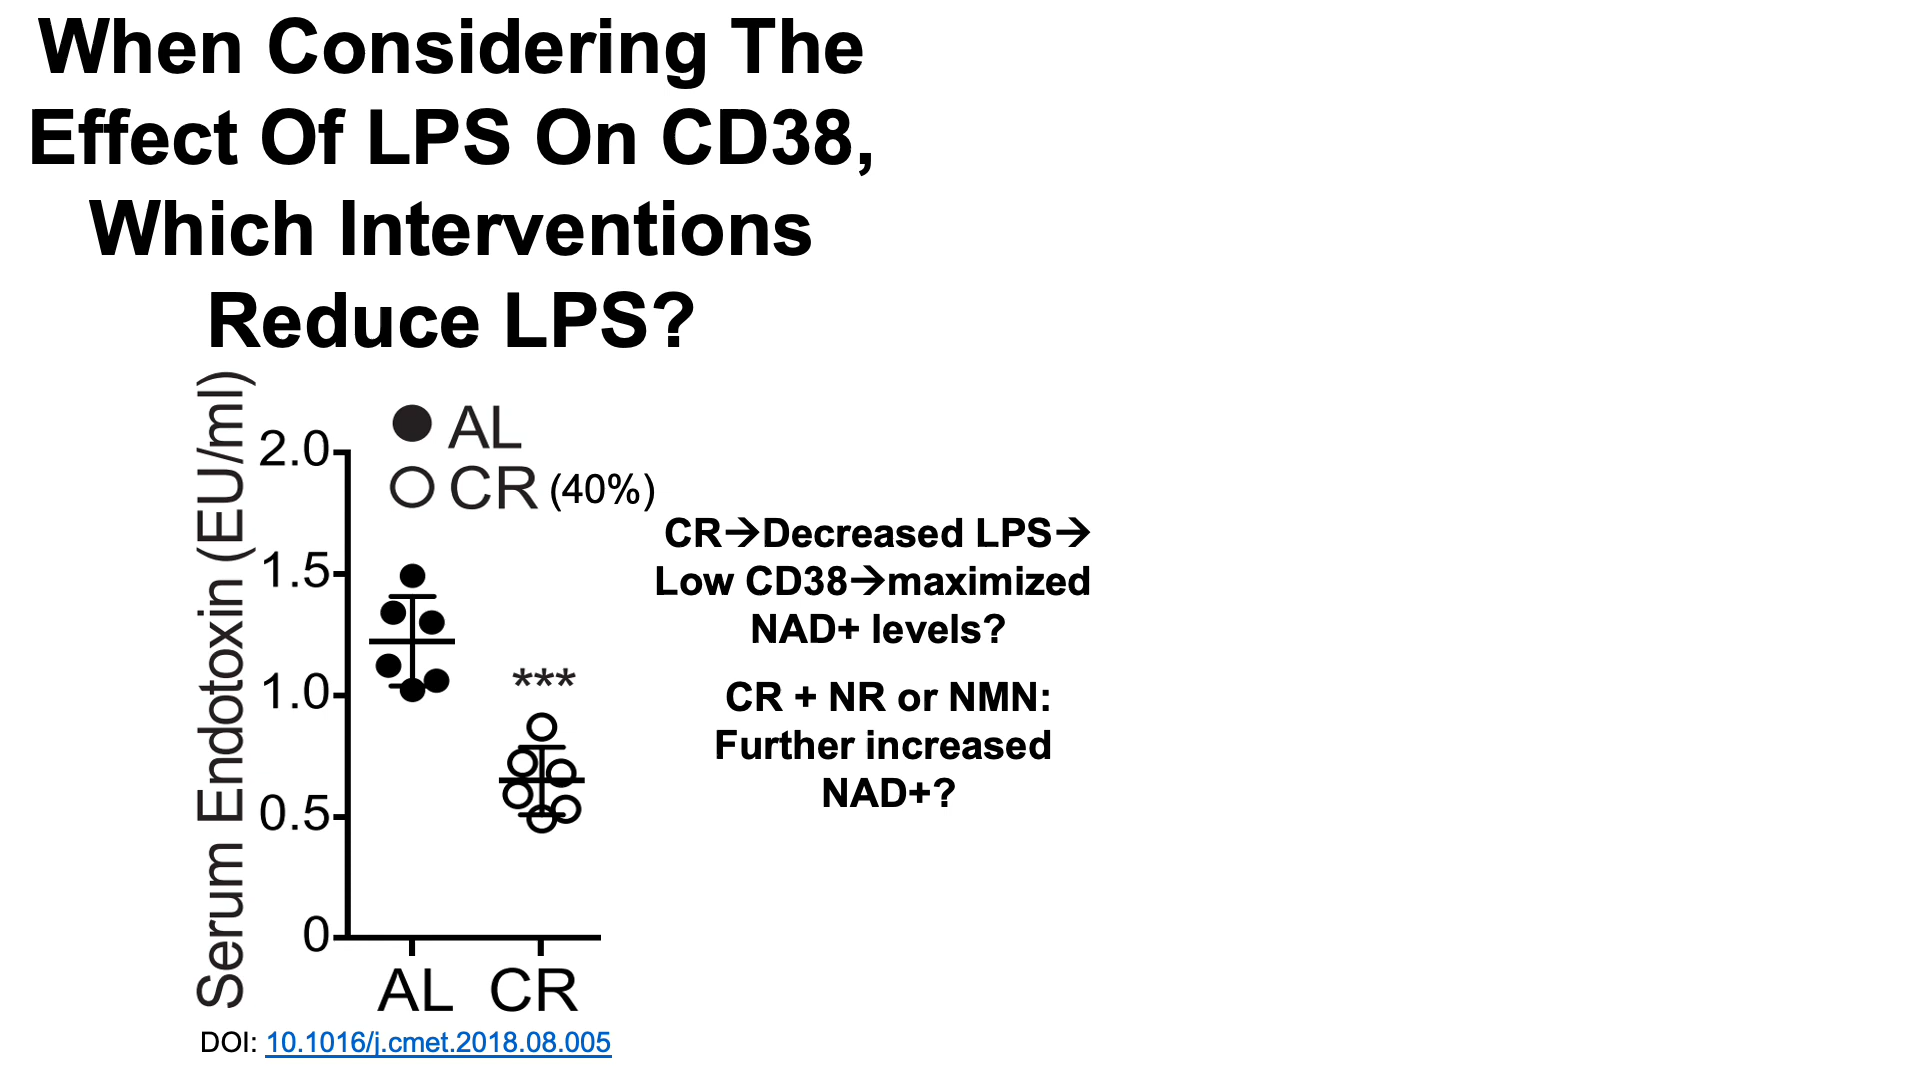 When Considering The
Effect Of LPS On CD38,
Which Interventions
Reduce LPS?
Serum Endotoxin (EU/ml)
2.0
1.5
1.0
0.5
0
AL
CR (40%)
***
AL CR
DOI: 10.1016/j.cmet.2018.08.005
CR→Decreased LPS→
Low CD38→maximized
NAD+ levels?
CR + NR or NMN:
Further increased
NAD+?